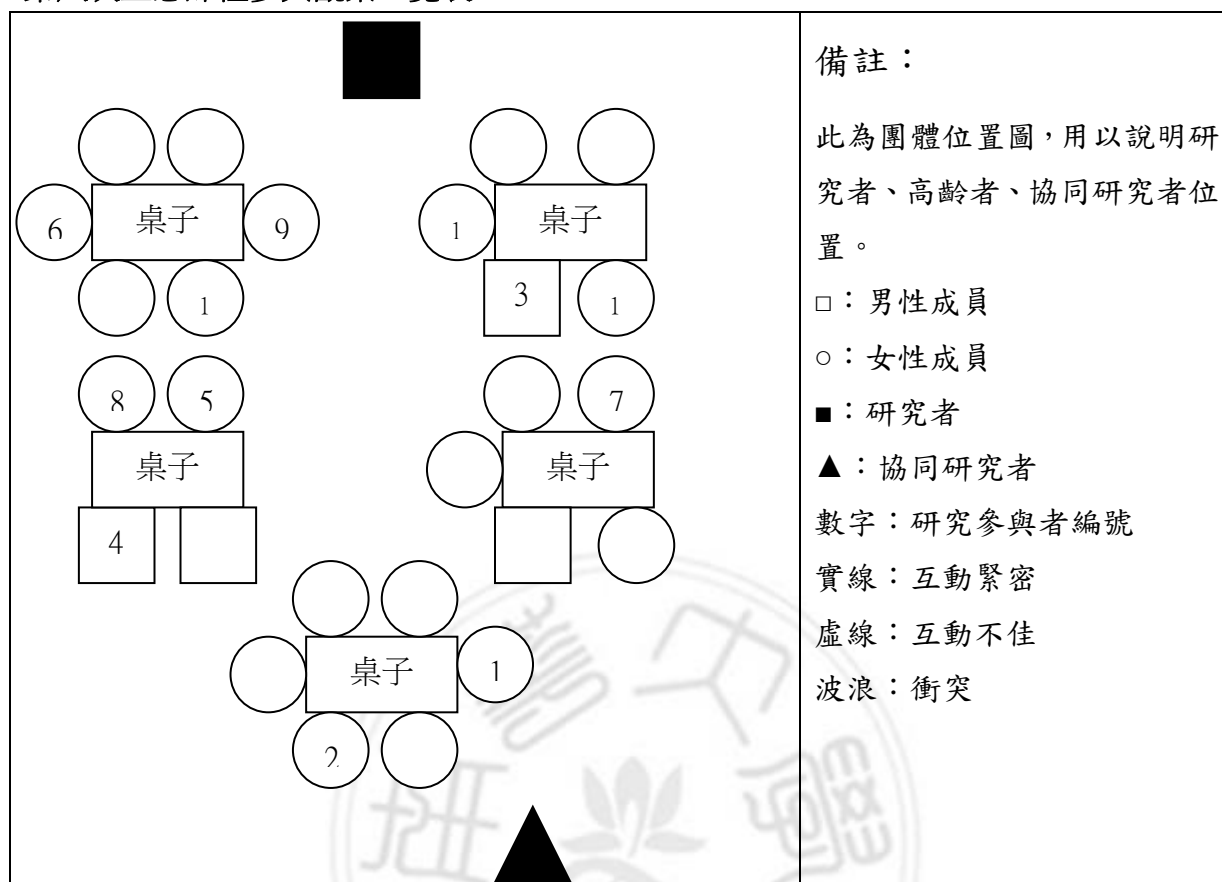 備註：
此為團體位置圖，用以說明研
究者、高齡者、協同研究者位
置。
□：男性成員
○：女性成員
■：研究者
▲：協同研究者
數字：研究參與者編號
實線：互動緊密
虛線：互動不佳
波浪：衝突
6
桌子
9
1
1
桌子
3
1
8
5
桌子
4
7
桌子
桌子
1
2